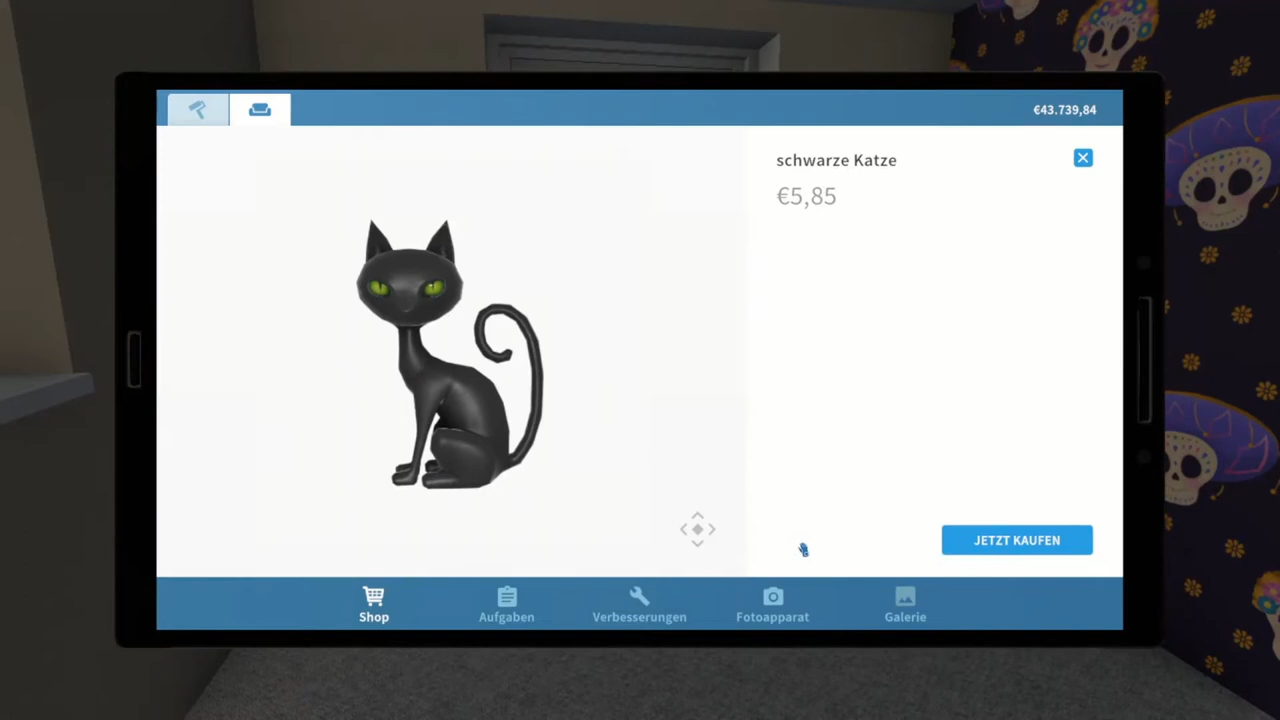 €43.739,84
schwarze Katze
€5,85
JETZT KAUFEN
Shop
Aufgaben
Verbesserungen
Fotoapparat
Galerie